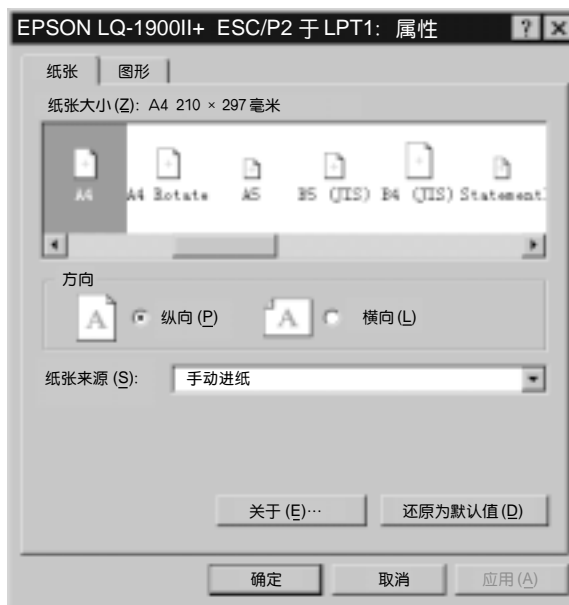 EPSON LQ-1900II+ ESC/P2 于 LPT1: 属性
纸张 图形
纸张大小(Z): A4 210 × 297毫米
A4 A4 Rotate A5 B5 (JIS) B4 (JIS) Statement
方向
A 纵向(P) A 横向(L)
纸张来源(S): 手动进纸
关于(E)… 还原为默认值(D)
确定 取消 应用(A)